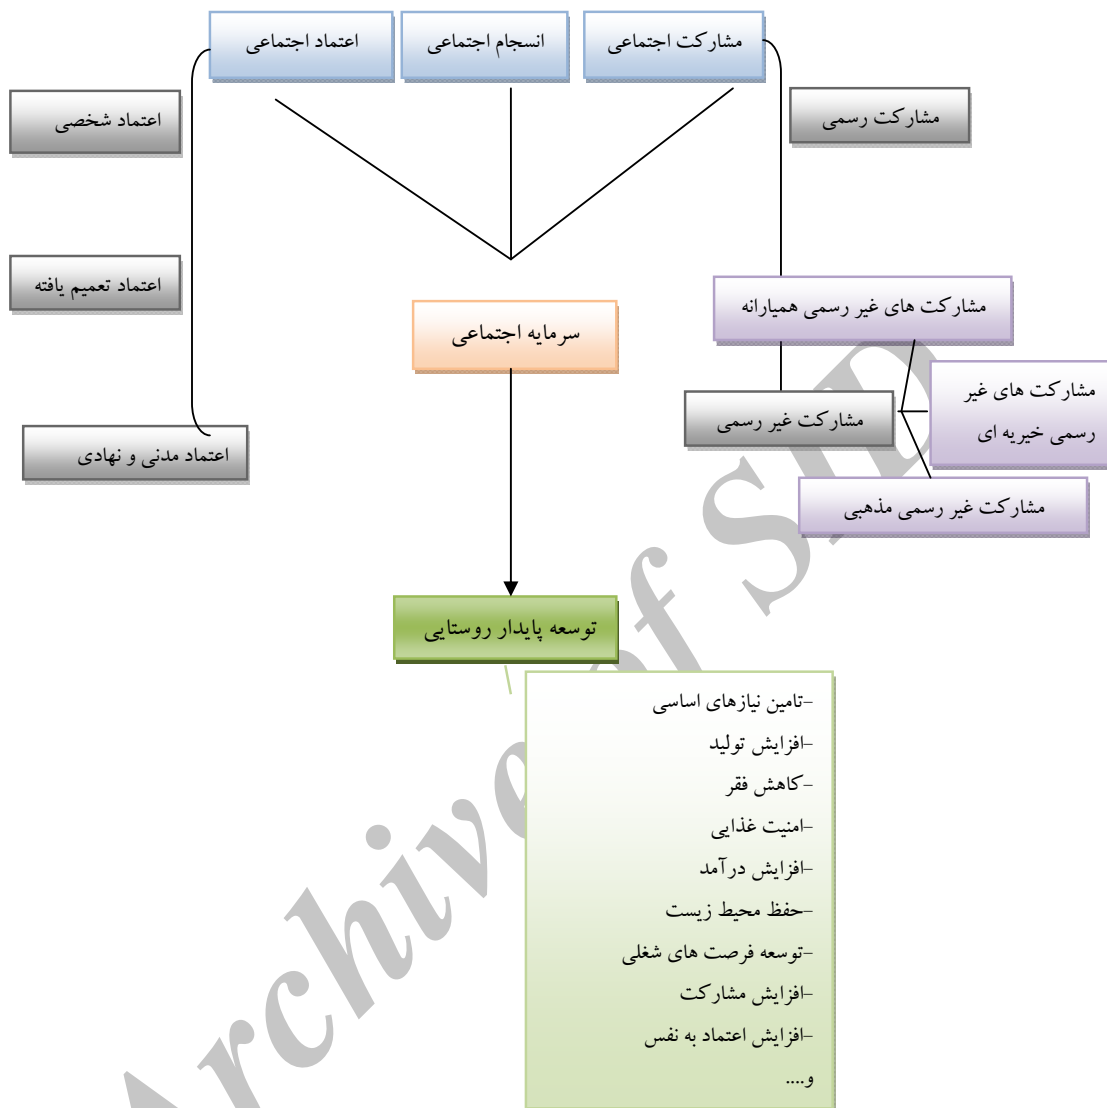 مشارکت اجتماعی
انسجام اجتماعی
اعتماد اجتماعی
مشارکت رسمی
اعتماد شخصی
اعتماد تعمیم یافته
مشارکت های غیر رسمی همیارانه
سرمایه اجتماعی
مشارکت های غیر
رسمی خیریه ای
مشارکت غیر رسمی
اعتماد مدنی و نهادی
مشارکت غیر رسمی مذهبی
توسعه پایدار روستایی
-تامین نیازهای اساسی
-افزایش تولید
-کاهش فقر
-امنیت غذایی
-افزایش درآمد
-حفظ محیط زیست
-توسعه فرصت های شغلی
-افزایش مشارکت
-افزایش اعتماد به نفس
و....
Archive of SID